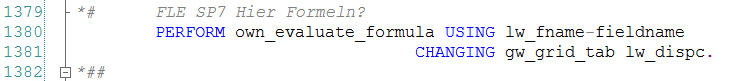 1379 *# FLE SP7 Hier Formeln?
1380 PERFORM own_evaluate_formula USING lw_fname-fieldname
1381 CHANGING gw_grid_tab lw_dispc.
1382 *##